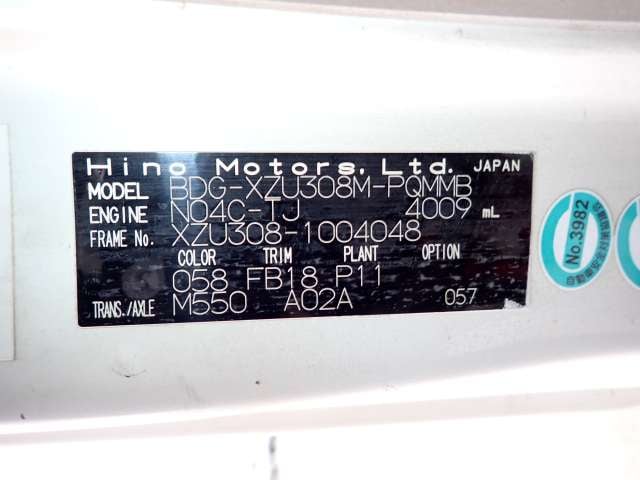 Hino Motors, Ltd. JAPAN
MODEL BDG-XZU308M-PQMMB
ENGINE N04C-TJ 4009 mL
FRAME No. XZU308-1004048
COLOR TRIM PLANT OPTION
058 FB18 P11
TRANS./AXLE M550 A02A 057
No.3982